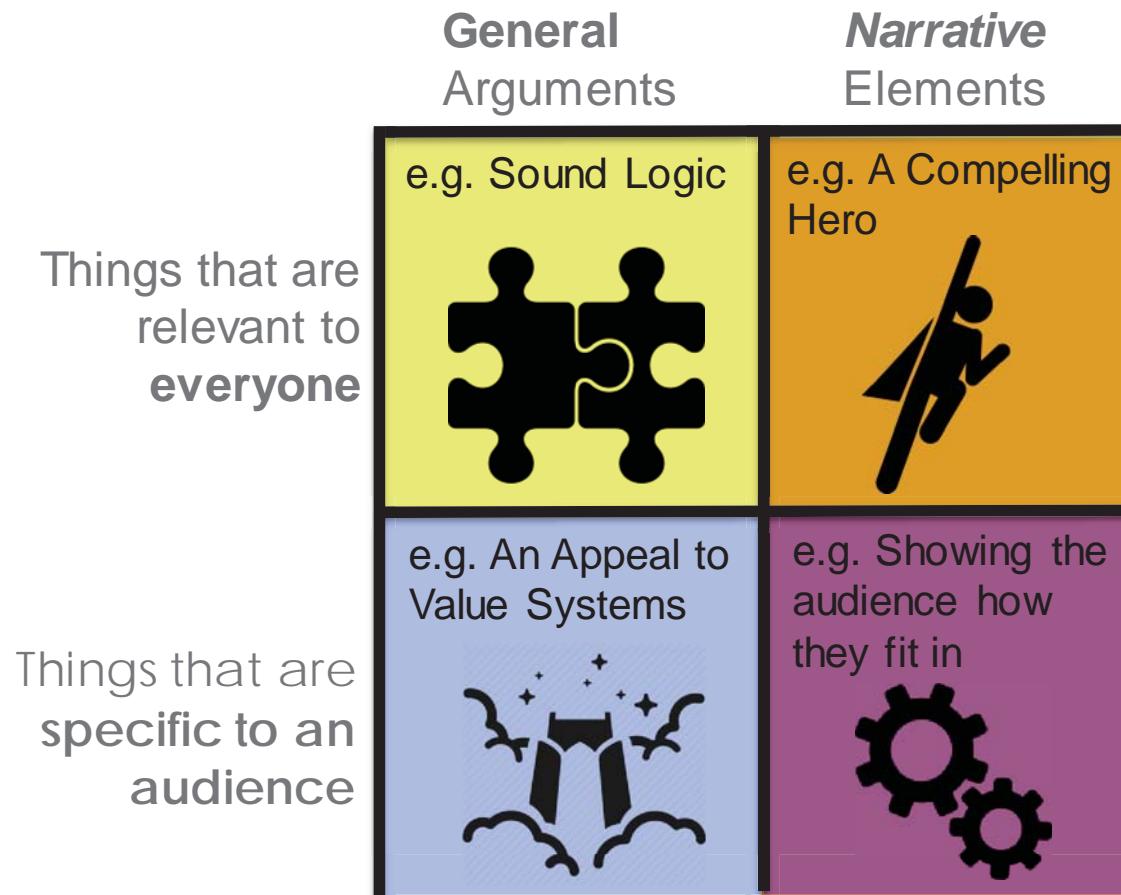 General
Arguments
Narrative
Elements
Things that are
relevant to
everyone
e.g. Sound Logic
e.g. A Compelling
Hero
Things that are
specific to an
audience
e.g. An Appeal to
Value Systems
e.g. Showing the
audience how
they fit in